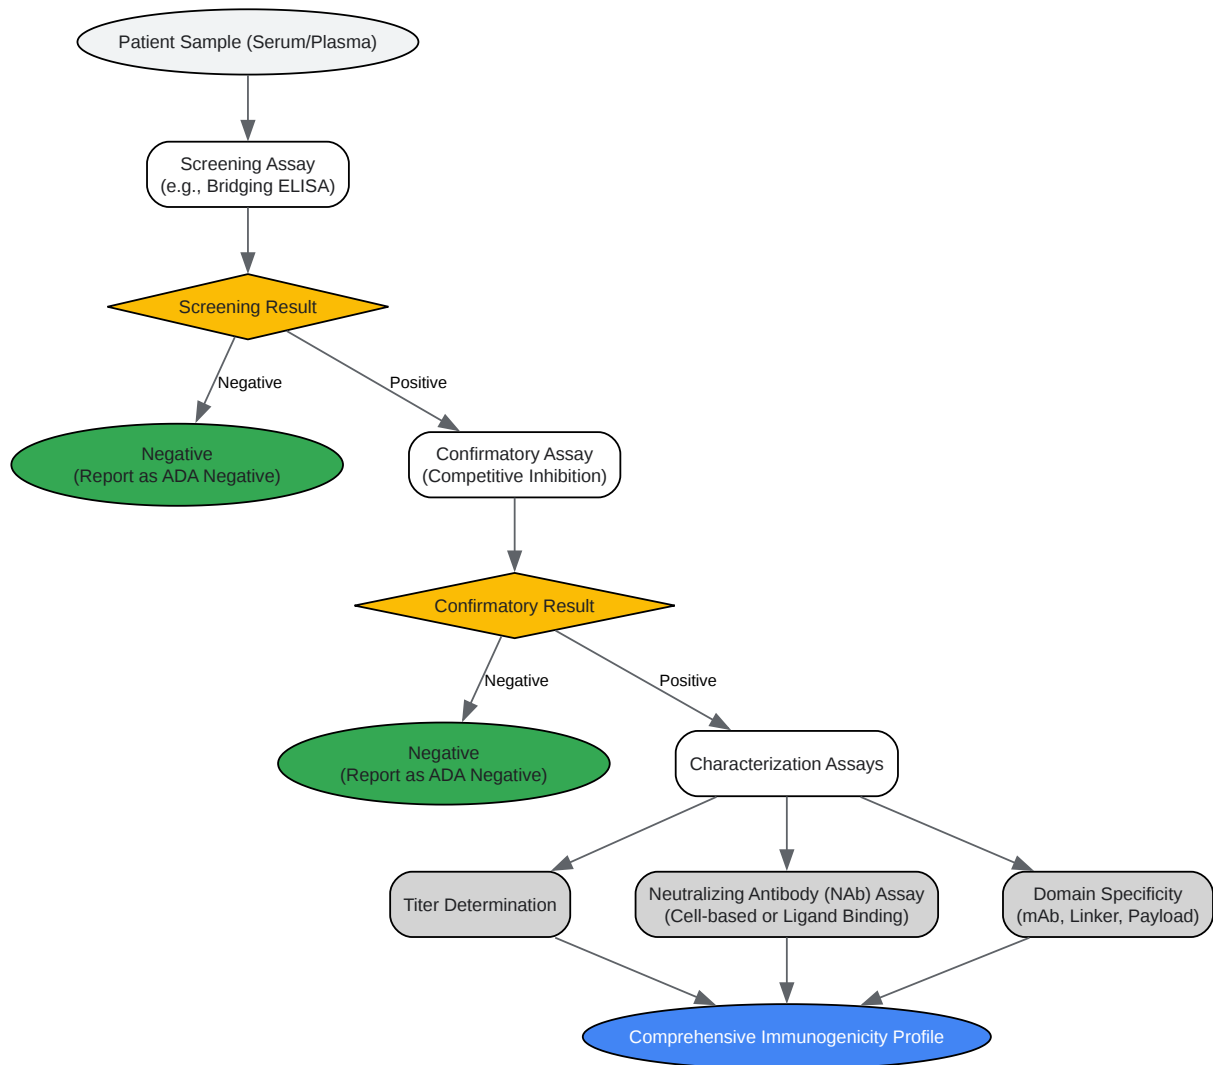 Patient Sample (Serum/Plasma)
Screening Assay
(e.g., Bridging ELISA)
Screening Result
Negative
Positive
Negative
(Report as ADA Negative)
Confirmatory Assay
(Competitive Inhibition)
Confirmatory Result
Negative
Positive
Negative
(Report as ADA Negative)
Characterization Assays
Titer Determination
Neutralizing Antibody (NAb) Assay
(Cell-based or Ligand Binding)
Domain Specificity
(mAb, Linker, Payload)
Comprehensive Immunogenicity Profile